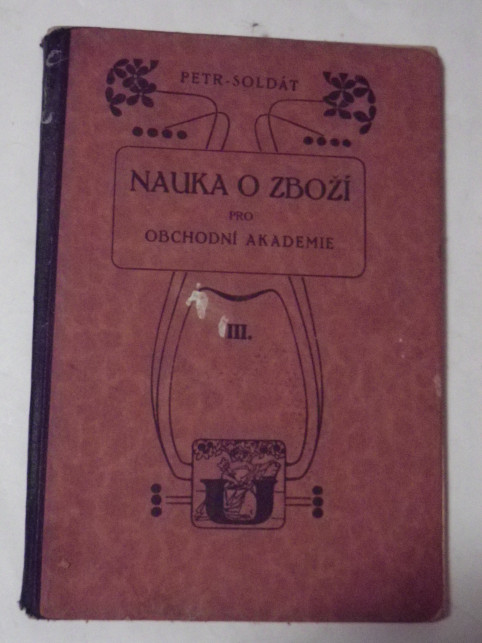 PETR-SOLDÁT
NAUKA O ZBOŽÍ
PRO
OBCHODNÍ AKADEMIE
III.
U